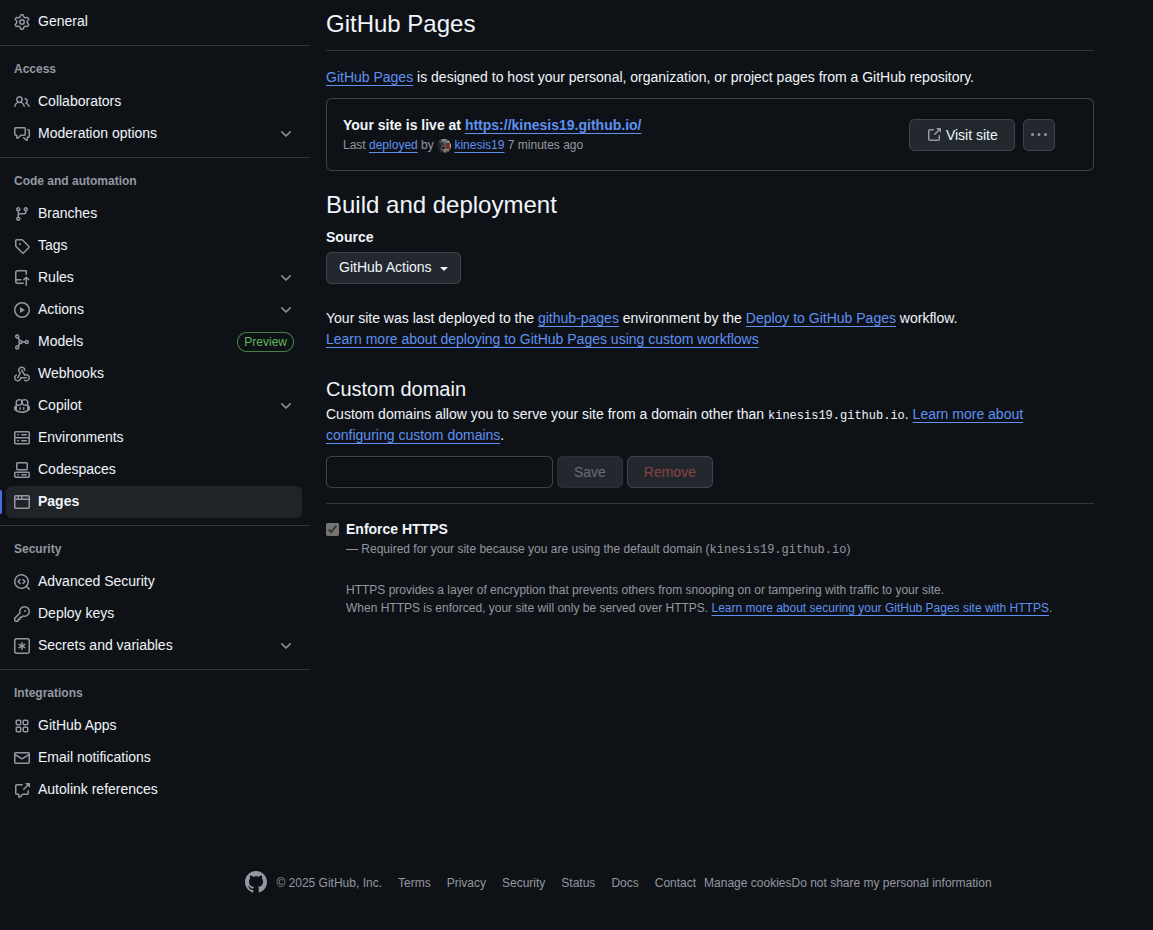 General
Access
Collaborators
Moderation options
Code and automation
Branches
Tags
Rules
Actions
Models Preview
Webhooks
Copilot
Environments
Codespaces
Pages
Security
Advanced Security
Deploy keys
Secrets and variables
Integrations
GitHub Apps
Email notifications
Autolink references
GitHub Pages
GitHub Pages is designed to host your personal, organization, or project pages from a GitHub repository.
Your site is live at https://kinesis19.github.io/
Last deployed by kinesis19 7 minutes ago
Visit site
Build and deployment
Source
GitHub Actions
Your site was last deployed to the github-pages environment by the Deploy to GitHub Pages workflow.
Learn more about deploying to GitHub Pages using custom workflows
Custom domain
Custom domains allow you to serve your site from a domain other than kinesis19.github.io. Learn more about
configuring custom domains.
Save Remove
Enforce HTTPS
— Required for your site because you are using the default domain (kinesis19.github.io)
HTTPS provides a layer of encryption that prevents others from snooping on or tampering with traffic to your site.
When HTTPS is enforced, your site will only be served over HTTPS. Learn more about securing your GitHub Pages site with HTTPS.
© 2025 GitHub, Inc. Terms Privacy Security Status Docs Contact Manage cookies Do not share my personal information